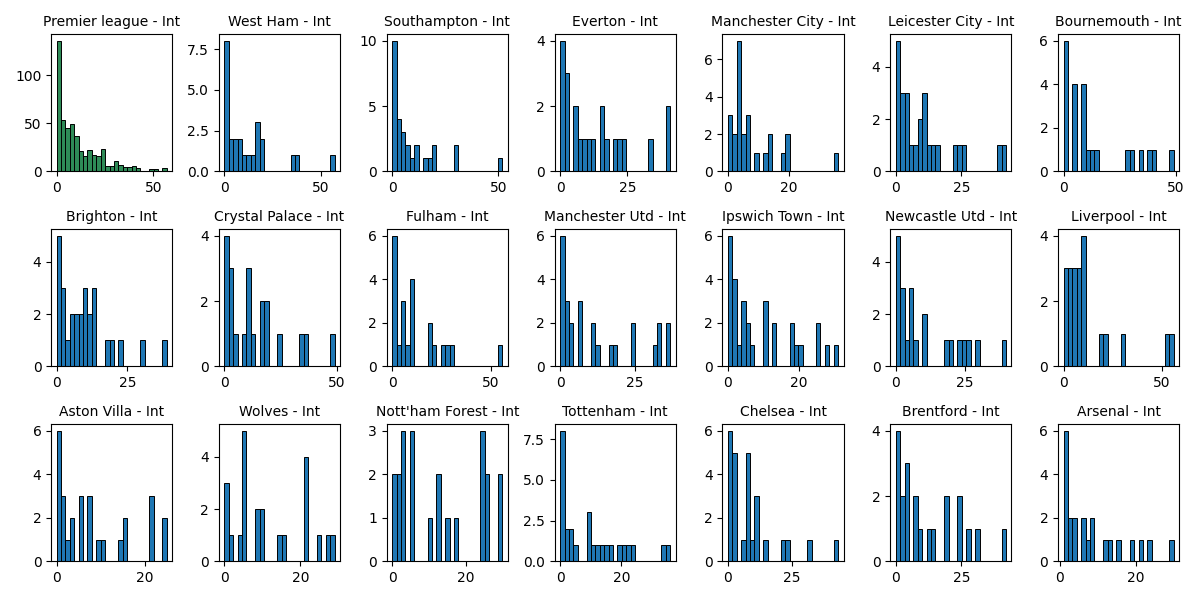 Premier league - Int West Ham - Int Southampton - Int Everton - Int Manchester City - Int Leicester City - Int Bournemouth - Int
100 50 0 7.5 5.0 2.5 0.0 10 5 0 4 2 0 6 4 2 0 4 2 0 6 4 2 0
0 50 0 50 0 50 0 25 0 20 0 25 0 50
Brighton - Int Crystal Palace - Int Fulham - Int Manchester Utd - Int Ipswich Town - Int Newcastle Utd - Int Liverpool - Int
4 2 0 4 2 0 6 4 2 0 6 4 2 0 6 4 2 0 4 2 0 4 2 0
0 25 0 50 0 50 0 25 0 20 0 25 0 50
Aston Villa - Int Wolves - Int Nott'ham Forest - Int Tottenham - Int Chelsea - Int Brentford - Int Arsenal - Int
6 4 2 0 4 2 0 3 2 1 0 7.5 5.0 2.5 0.0 6 4 2 0 4 2 0 6 4 2 0
0 20 0 20 0 20 0 20 0 25 0 25 0 20